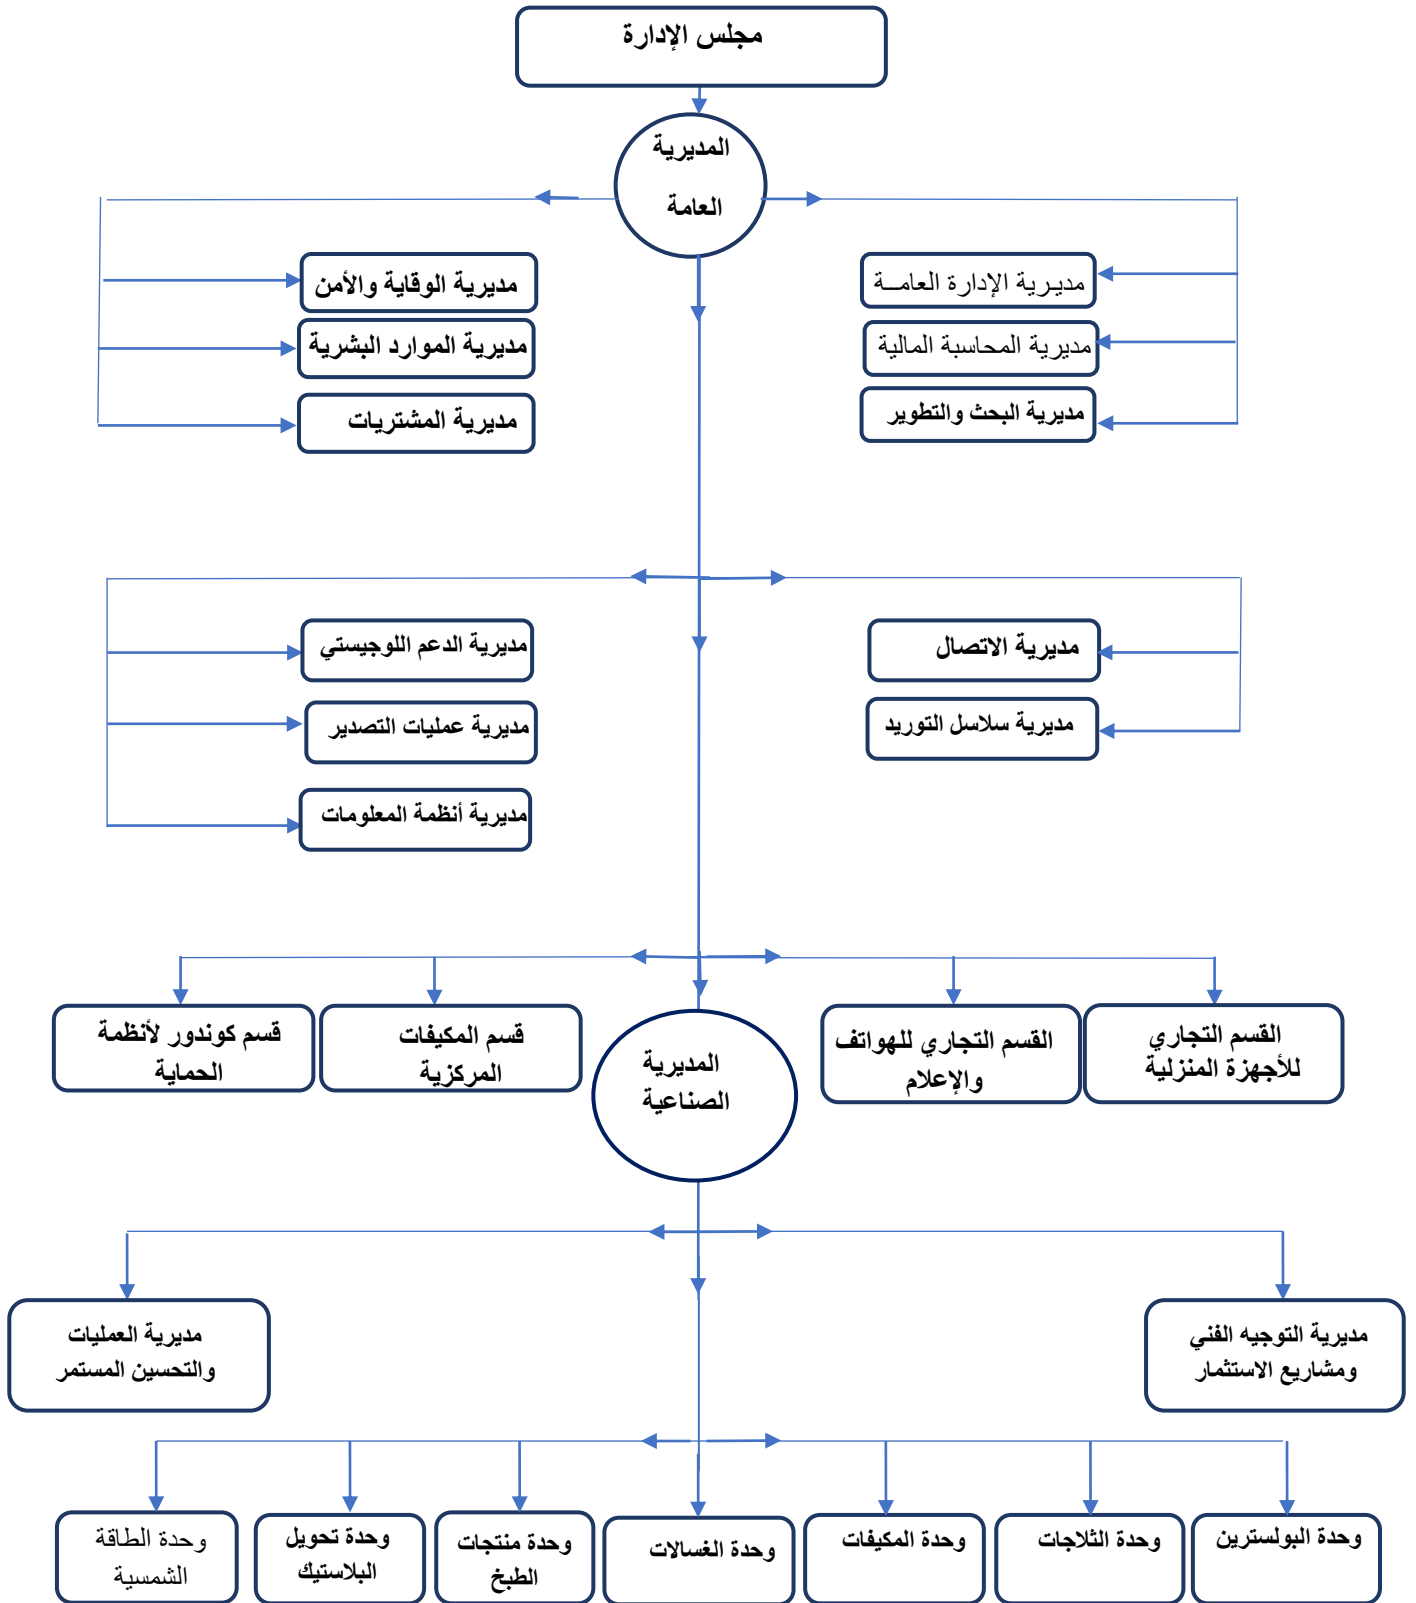 مجلس الإدارة
المديرية
العامة
مديرية الإدارة العامة
مديرية الوقاية والأمن
مديرية المحاسبة المالية
مديرية الموارد البشرية
مديرية البحث والتطوير
مديرية المشتريات
مديرية الاتصال
مديرية الدعم اللوجيستي
مديرية سلاسل التوريد
مديرية عمليات التصدير
مديرية أنظمة المعلومات
القسم التجاري
للأجهزة المنزلية
القسم التجاري للهواتف
والإعلام
قسم المكيفات
المركزية
قسم كوندور لأنظمة
الحماية
المديرية
الصناعية
مديرية التوجيه الفني
ومشاريع الاستثمار
مديرية العمليات
والتحسين المستمر
وحدة البولسترين
وحدة الثلاجات
وحدة المكيفات
وحدة الغسالات
وحدة منتجات
الطبخ
وحدة تحويل
البلاستيك
وحدة الطاقة
الشمسية